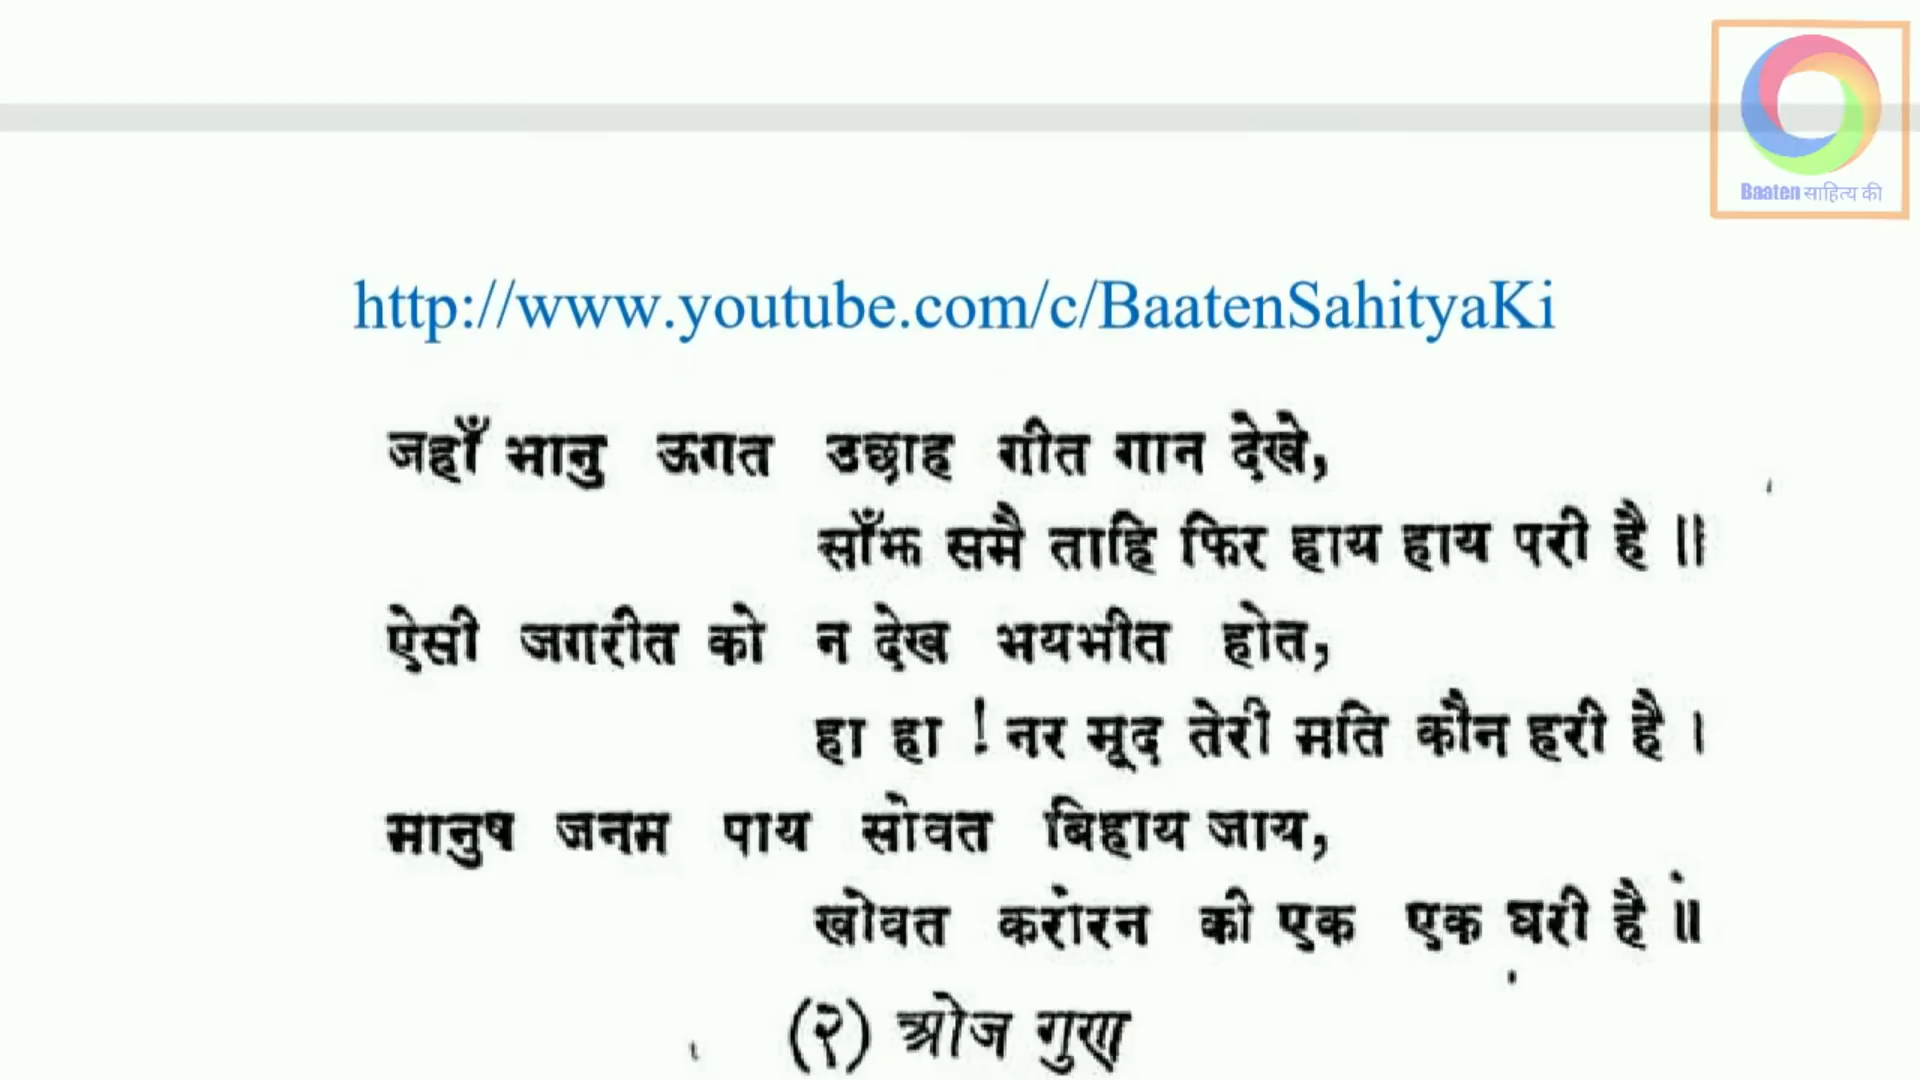 Baaten साहित्य की
http://www.youtube.com/c/BaatenSahityaKi
जहाँ भानु ऊगत उछाह गीत गान देखे,
साँझ समै ताहि फिर हाय हाय परी है ॥
ऐसी जगरीत को न देख भयभीत होत,
हा हा ! नर मूढ तेरी मति कौन हरी है ।
मानुष जनम पाय सोवत बिहाय जाय,
खोवत करोरन की एक एक घरी है ॥
(२) ओज गुण